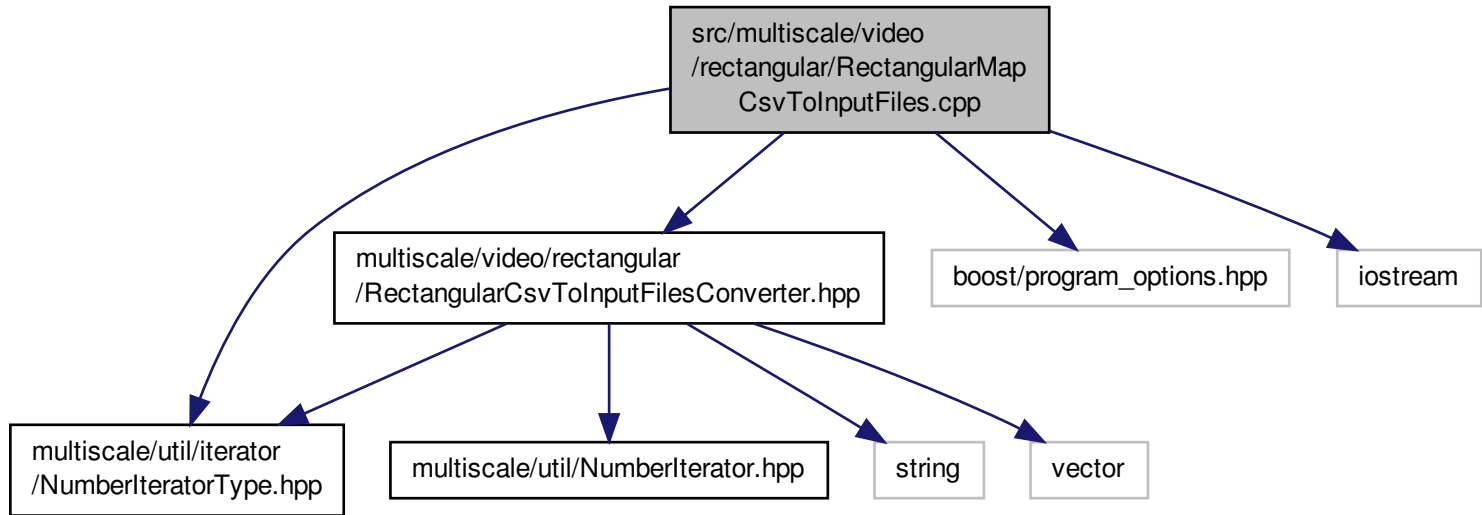 src/multiscale/video
/rectangular/RectangularMap
CsvToInputFiles.cpp
multiscale/video/rectangular
/RectangularCsvToInputFilesConverter.hpp
boost/program_options.hpp
iostream
multiscale/util/iterator
/NumberIteratorType.hpp
multiscale/util/NumberIterator.hpp
string
vector